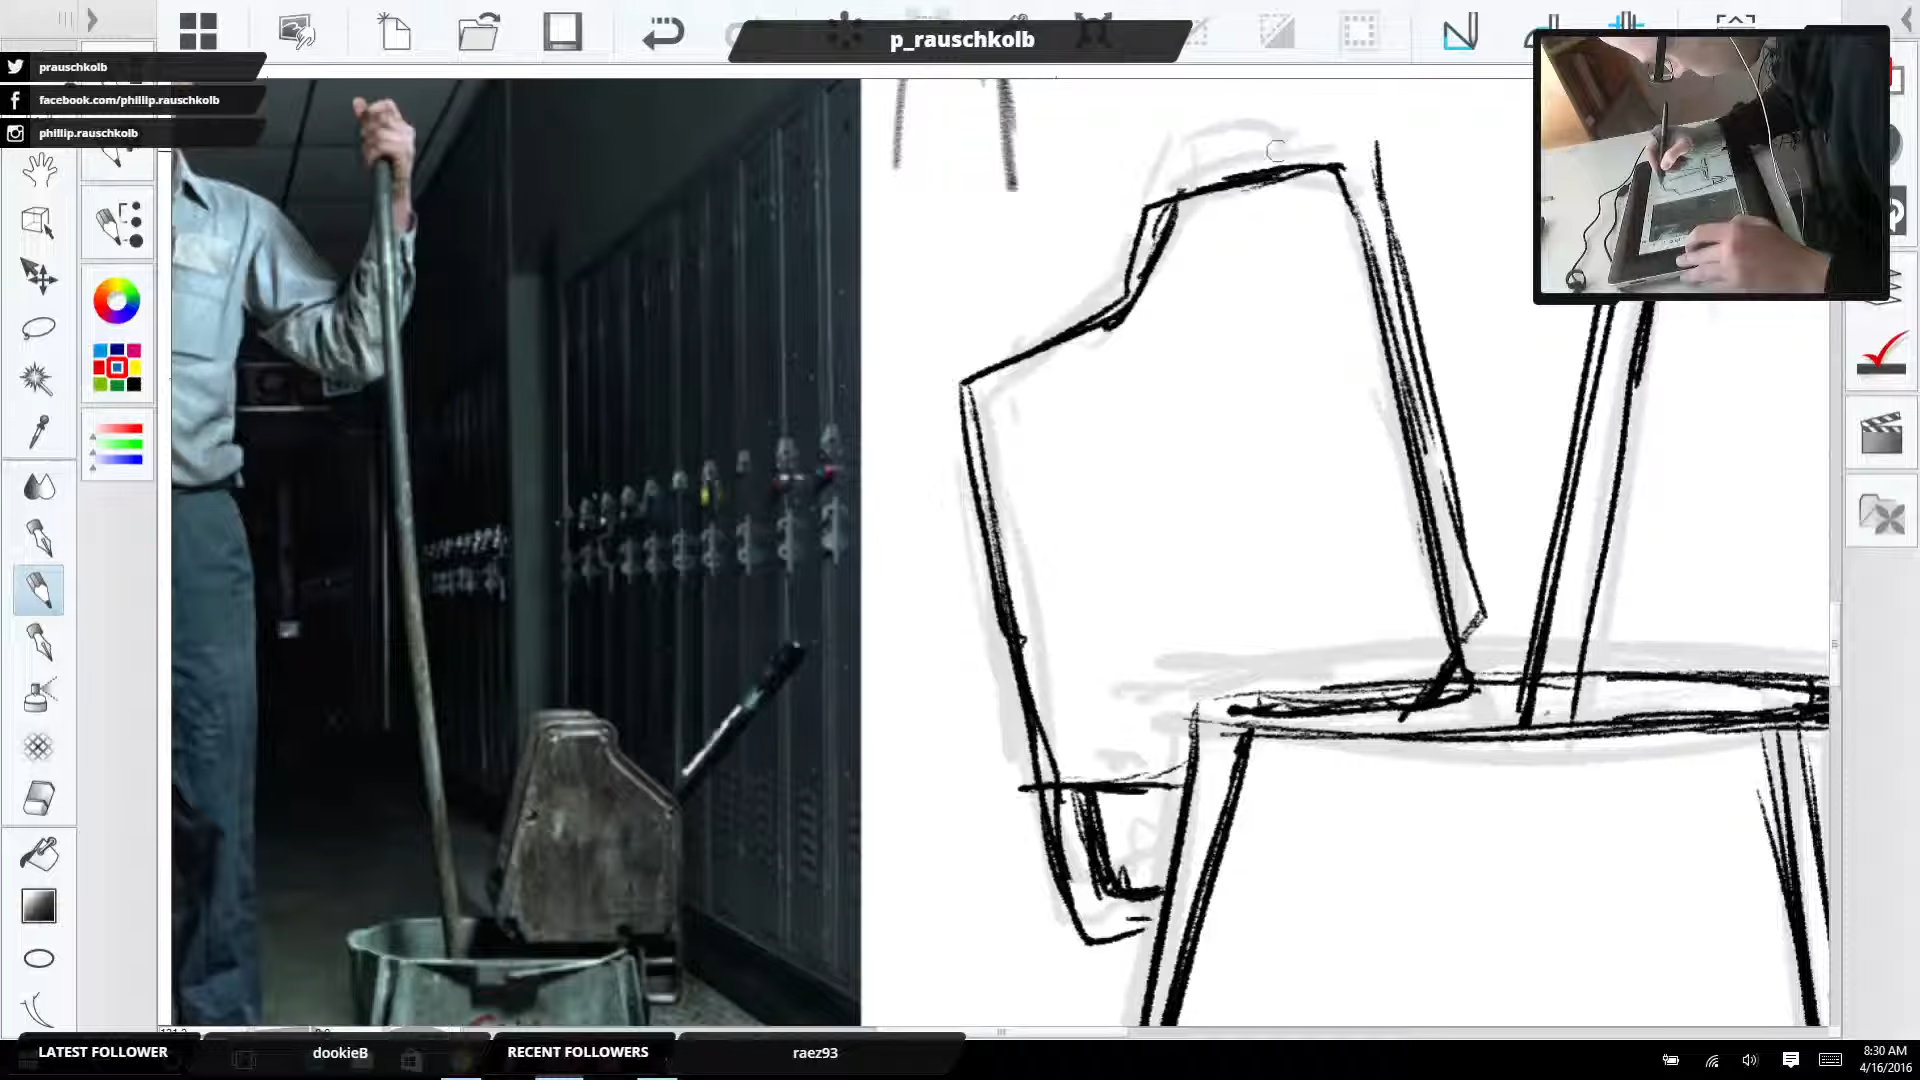 p_rauschkolb
prauschkolb
facebook.com/phillip.rauschkolb
phillip.rauschkolb
LATEST FOLLOWER
dookieB
RECENT FOLLOWERS
raez93
8:30 AM
4/16/2016